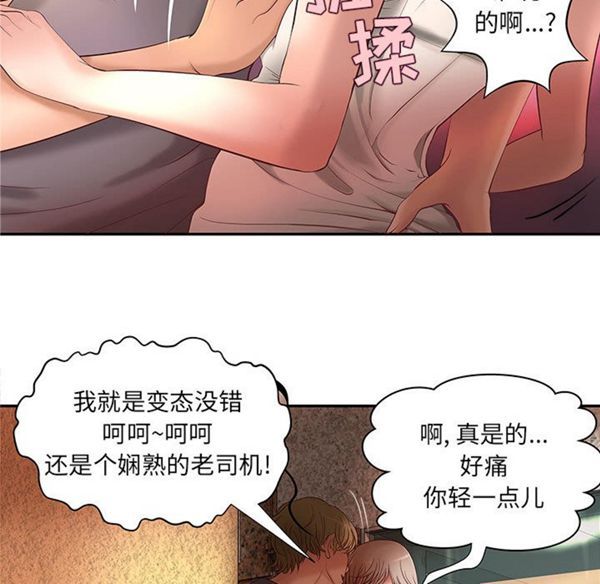 揉
的啊...?
我就是变态没错
呵呵~呵呵
还是个娴熟的老司机!
啊, 真是的...
好痛
你轻一点儿